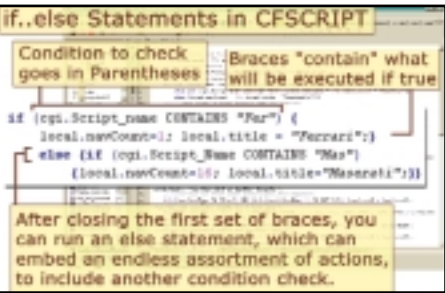 if..else Statements in CFSCRIPT
Condition to check
goes in Parentheses
Braces "contain" what
will be executed if true
if (cgi.Script_name CONTAINS "Fer") {
local.navCount=1; local.title = "Ferrari";}
else {if (cgi.Script_Name CONTAINS "Mas")
{local.navCount=16; local.title="Maserati";}}
After closing the first set of braces, you
can run an else statement, which can
embed an endless assortment of actions,
to include another condition check.